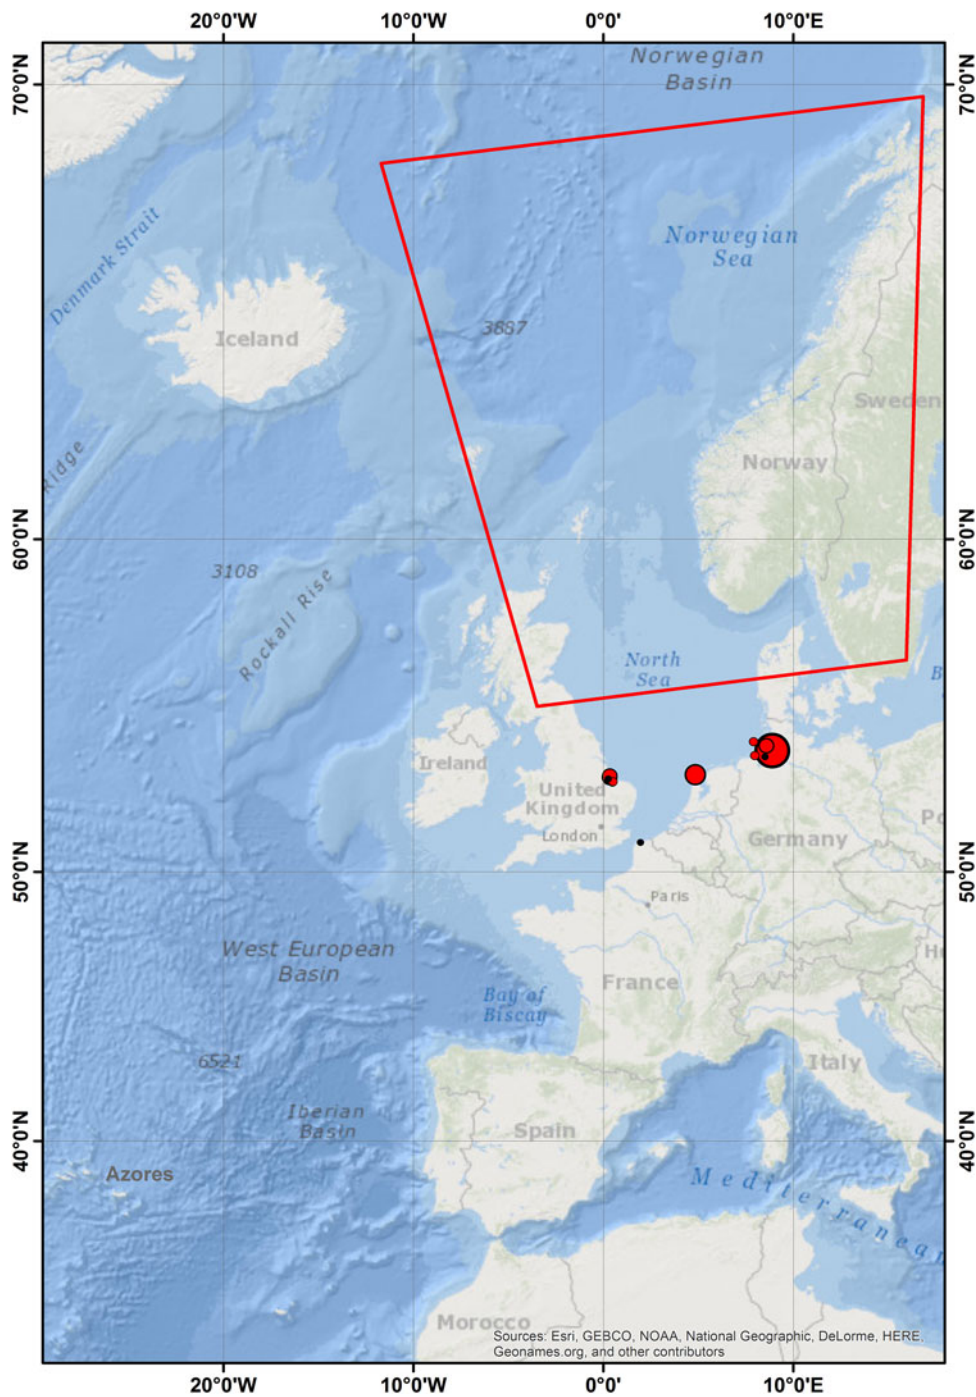 20°0'W 10°0'W 0°0' 10°0'E
Norwegian
Basin
70°0'N
70°0'N
Denmark Strait
Norwegian
Sea
Iceland
3887
Sweden
Ridge
Norway
60°0'N
60°0'N
3108
Rockall Rise
North
Sea
B
Ireland
United
Kingdom
London
Germany
Po
50°0'N
50°0'N
Paris
West European
Basin
France
Hu
Bay of
Biscay
6521
Italy
Iberian
Basin
Spain
40°0'N
40°0'N
Azores
Mediterranean
Morocco
Sources: Esri, GEBCO, NOAA, National Geographic, DeLorme, HERE,
Geonames.org, and other contributors
20°0'W 10°0'W 0°0' 10°0'E